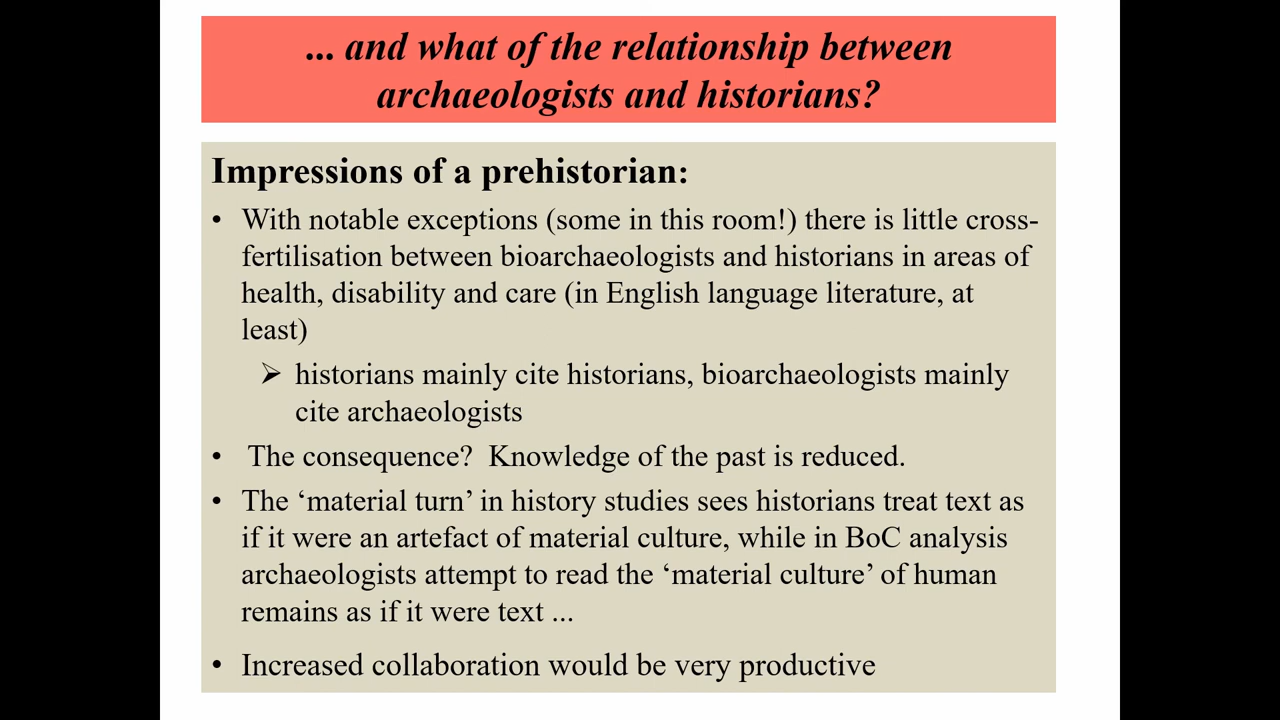 ... and what of the relationship between
archaeologists and historians?
Impressions of a prehistorian:
• With notable exceptions (some in this room!) there is little cross-
fertilisation between bioarchaeologists and historians in areas of
health, disability and care (in English language literature, at
least)
➢ historians mainly cite historians, bioarchaeologists mainly
cite archaeologists
• The consequence?  Knowledge of the past is reduced.
• The ‘material turn’ in history studies sees historians treat text as
if it were an artefact of material culture, while in BoC analysis
archaeologists attempt to read the ‘material culture’ of human
remains as if it were text ...
• Increased collaboration would be very productive